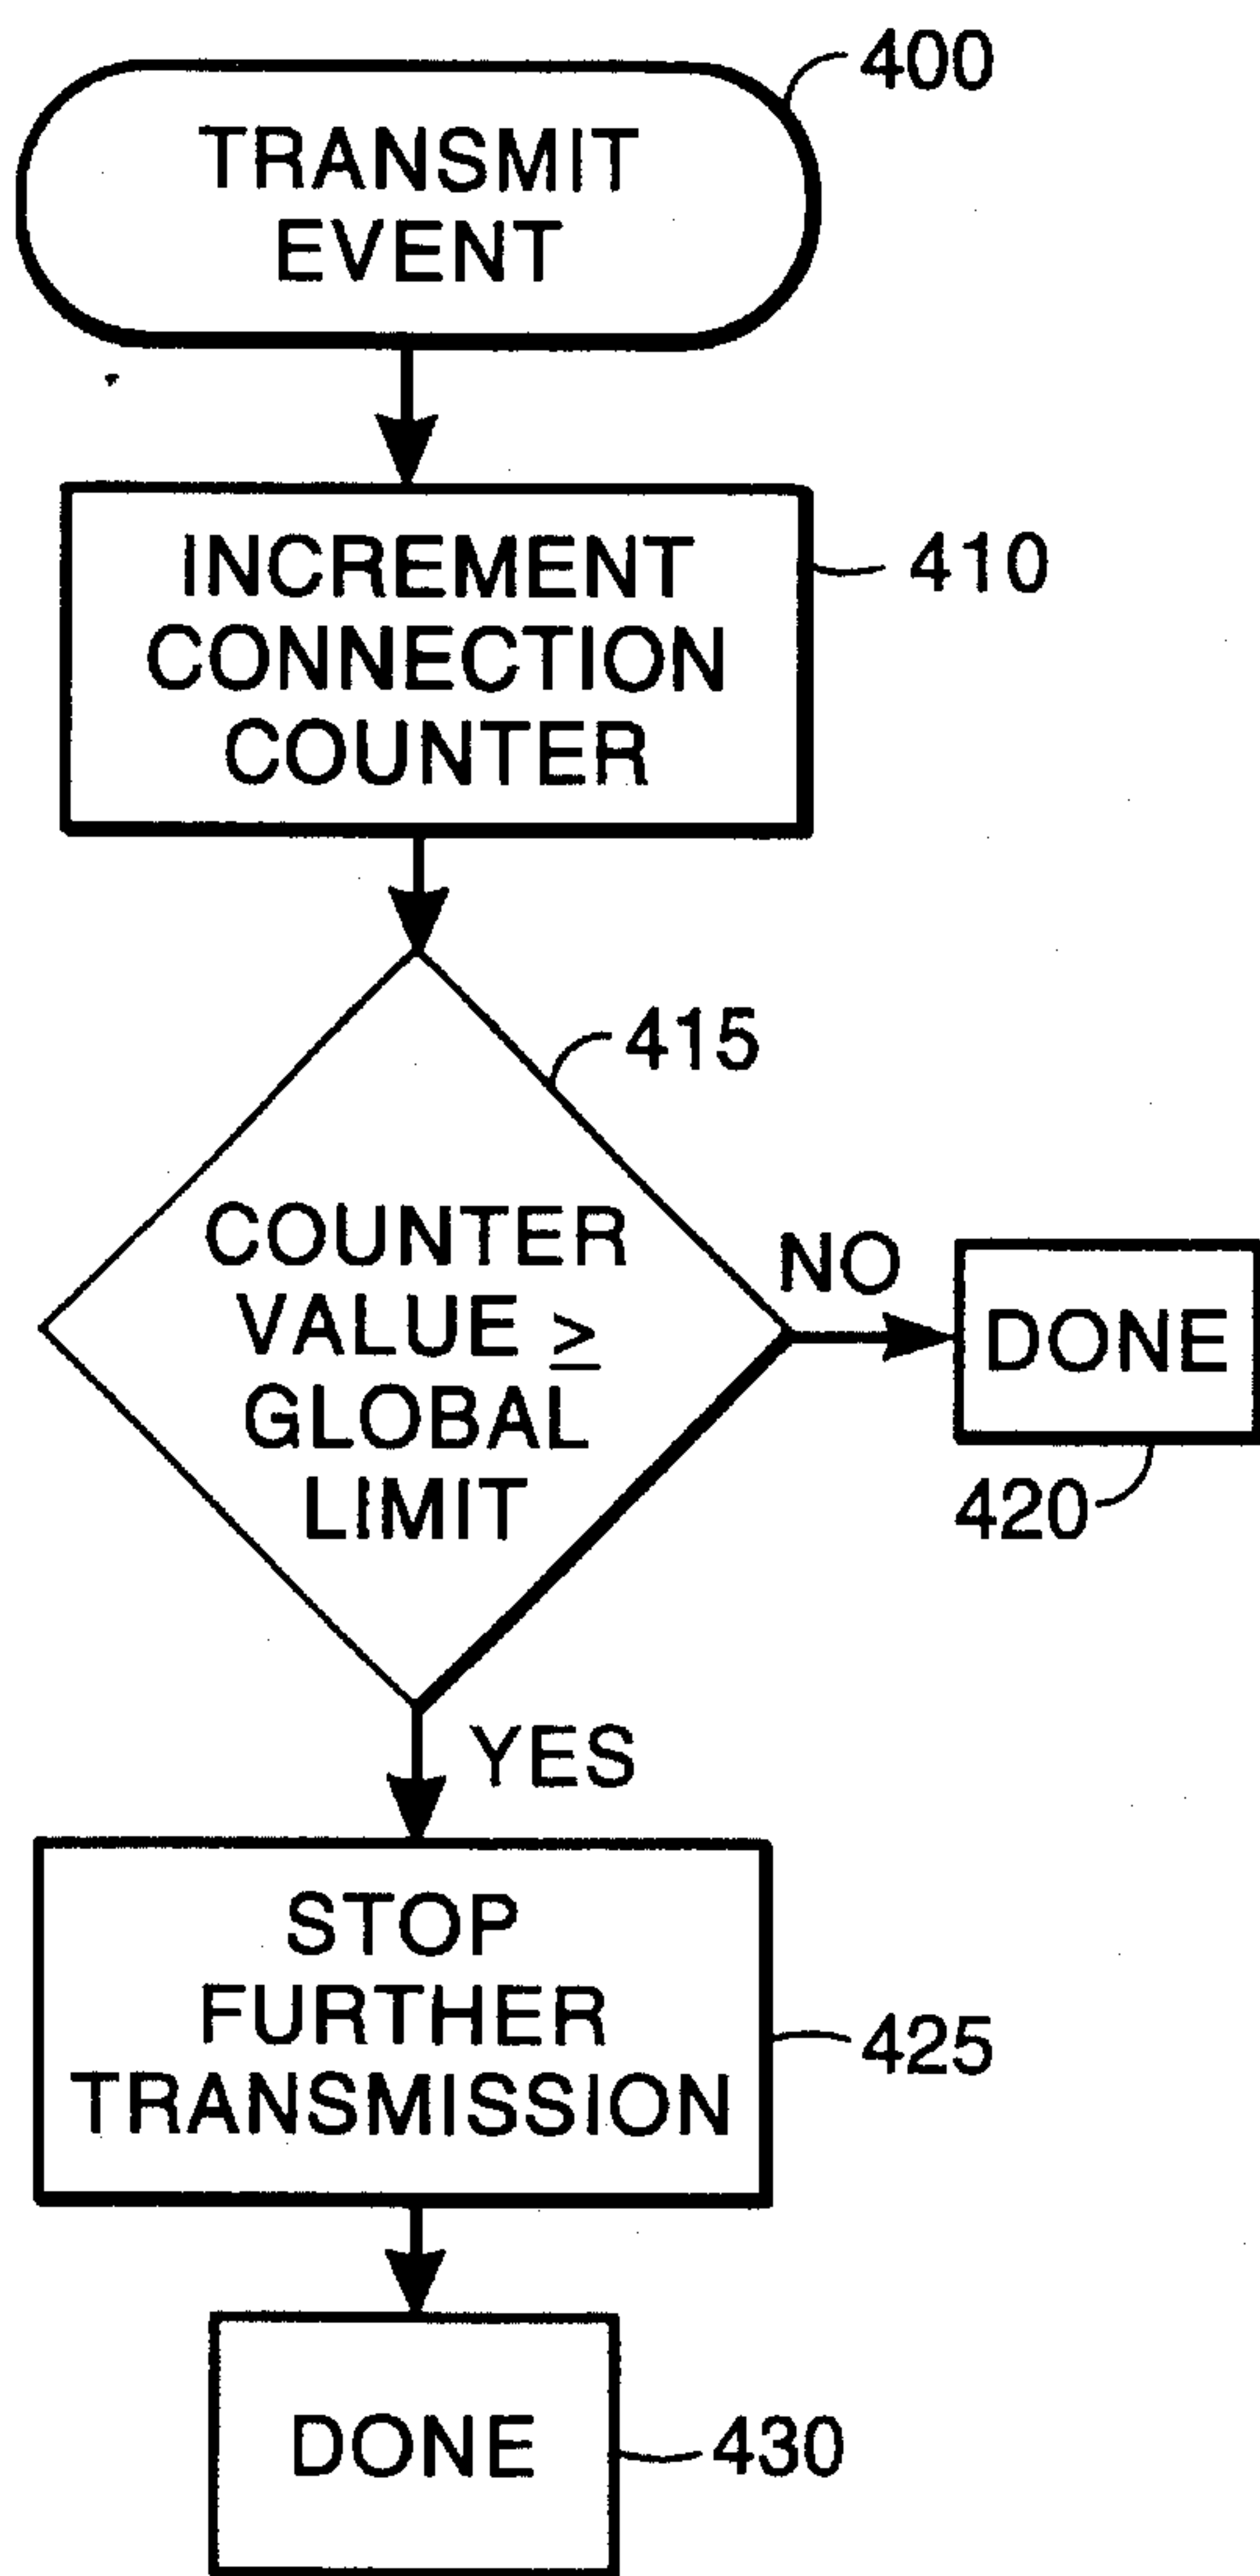 400
TRANSMIT
EVENT
INCREMENT
CONNECTION
COUNTER
410
415
COUNTER
VALUE ≥
GLOBAL
LIMIT
NO
DONE
420
YES
STOP
FURTHER
TRANSMISSION
425
DONE
430